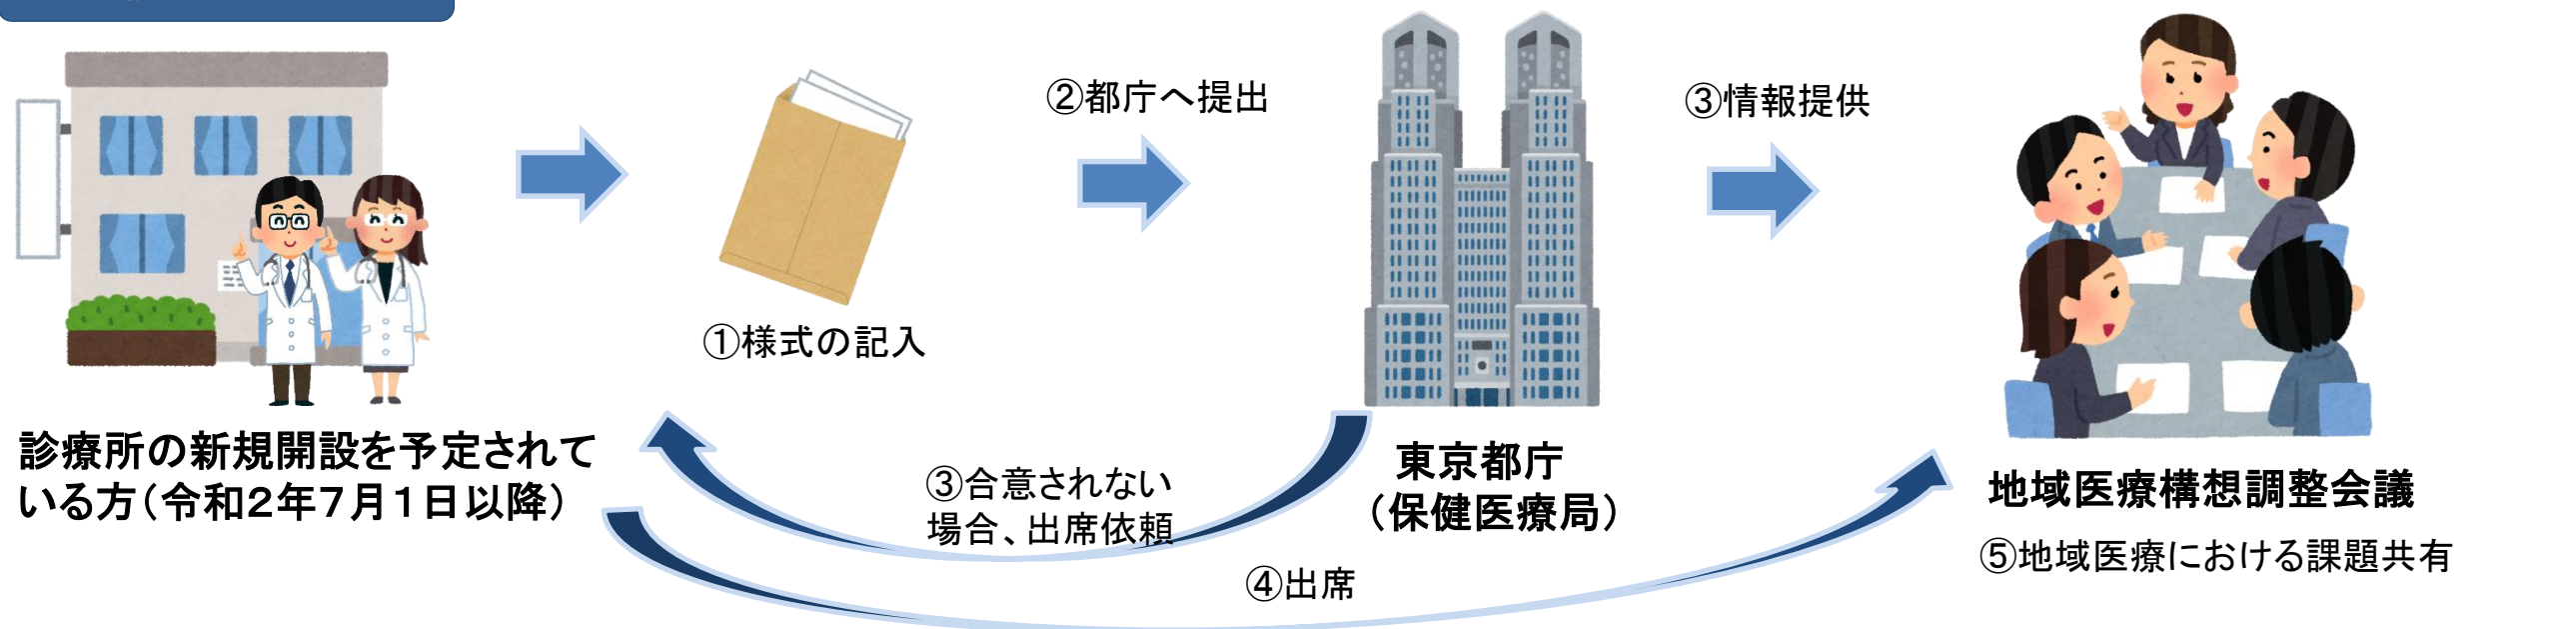 ①様式の記入
②都庁へ提出
③情報提供
診療所の新規開設を予定されて
いる方（令和２年７月１日以降）
③合意されない
場合、出席依頼
東京都庁
（保健医療局）
④出席
地域医療構想調整会議
⑤地域医療における課題共有